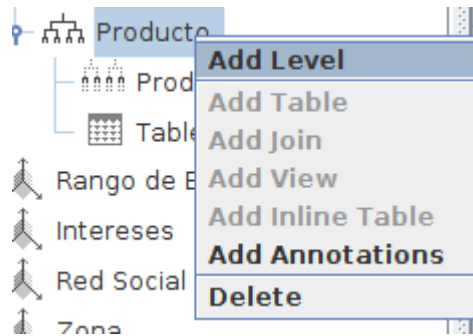 Producto
Add Level
Prod
Add Table
Table
Add Join
Rango de E
Add View
Intereses
Add Inline Table
Add Annotations
Red Social
Delete
Zona